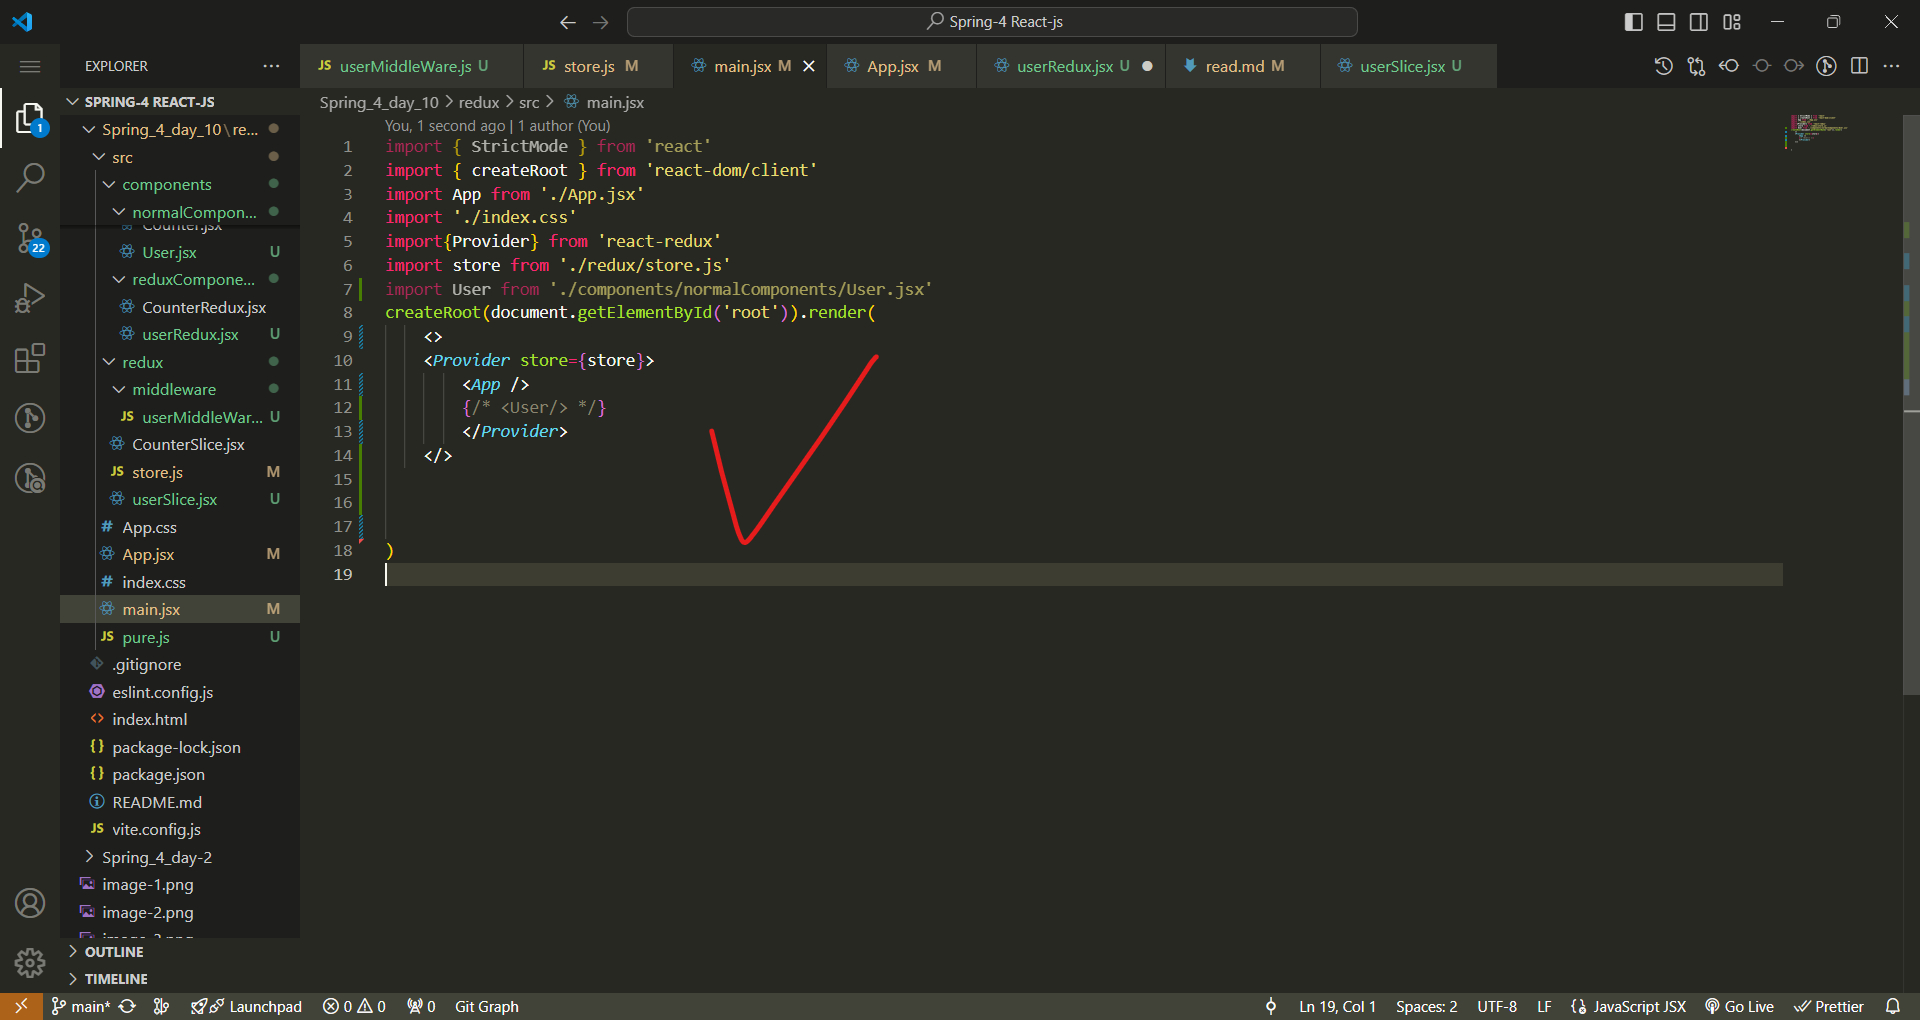 Spring-4 React-js
EXPLORER
JS userMiddleWare.js U
JS store.js M
main.jsx M
App.jsx M
userRedux.jsx U
read.md M
userSlice.jsx U
SPRING-4 REACT-JS
Spring_4_day_10\re...
src
components
normalCompon...
Counter.jsx
User.jsx U
reduxCompone...
CounterRedux.jsx
userRedux.jsx U
redux
middleware
JS userMiddleWar... U
CounterSlice.jsx
JS store.js M
userSlice.jsx U
# App.css
App.jsx M
# index.css
main.jsx M
JS pure.js U
.gitignore
eslint.config.js
<> index.html
{} package-lock.json
{} package.json
README.md
JS vite.config.js
Spring_4_day-2
image-1.png
image-2.png
OUTLINE
TIMELINE
1
22
Spring_4_day_10 > redux > src > main.jsx
You, 1 second ago | 1 author (You)
1 import { StrictMode } from 'react'
2 import { createRoot } from 'react-dom/client'
3 import App from './App.jsx'
4 import './index.css'
5 import{Provider} from 'react-redux'
6 import store from './redux/store.js'
7 import User from './components/normalComponents/User.jsx'
8 createRoot(document.getElementById('root')).render(
9 <>
10 <Provider store={store}>
11 <App />
12 {/* <User/> */}
13 </Provider>
14 </>
15
16
17
18 )
19
main* Launchpad 0 0 0 Git Graph
Ln 19, Col 1 Spaces: 2 UTF-8 LF {} JavaScript JSX Go Live Prettier